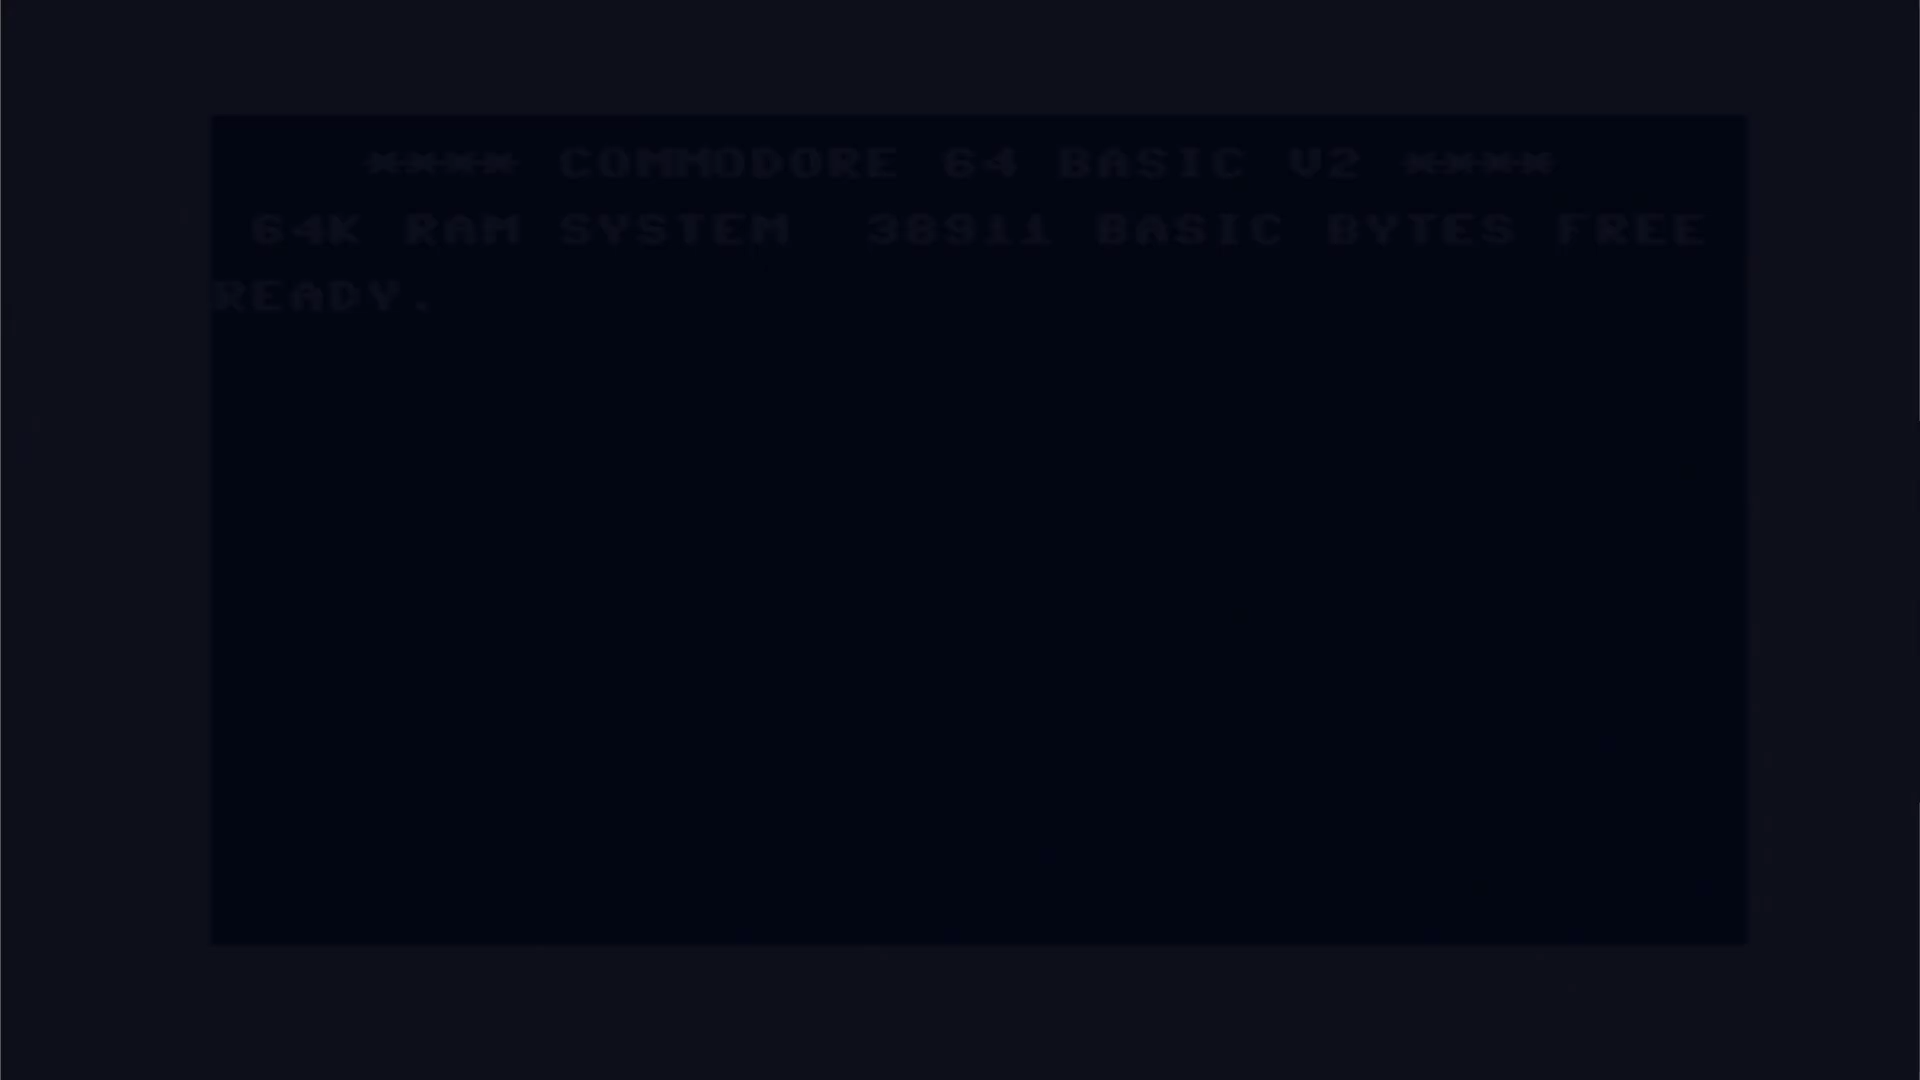 **** COMMODORE 64 BASIC V2 ****
64K RAM SYSTEM  38911 BASIC BYTES FREE
READY.